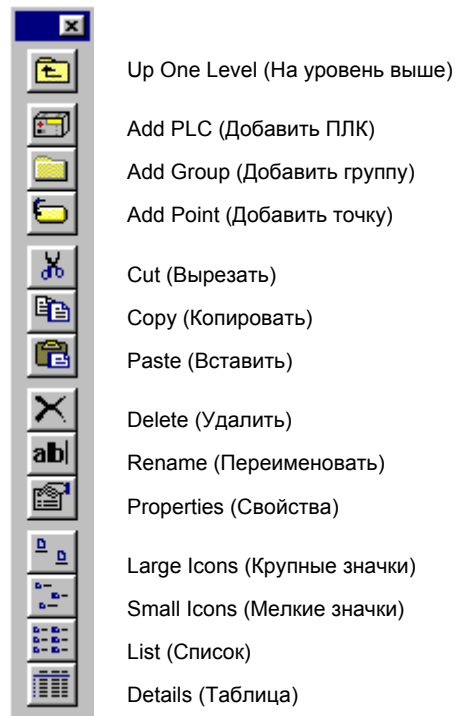 Up One Level (На уровень выше)
Add PLC (Добавить ПЛК)
Add Group (Добавить группу)
Add Point (Добавить точку)
Cut (Вырезать)
Copy (Копировать)
Paste (Вставить)
Delete (Удалить)
ab Rename (Переименовать)
Properties (Свойства)
Large Icons (Крупные значки)
Small Icons (Мелкие значки)
List (Список)
Details (Таблица)